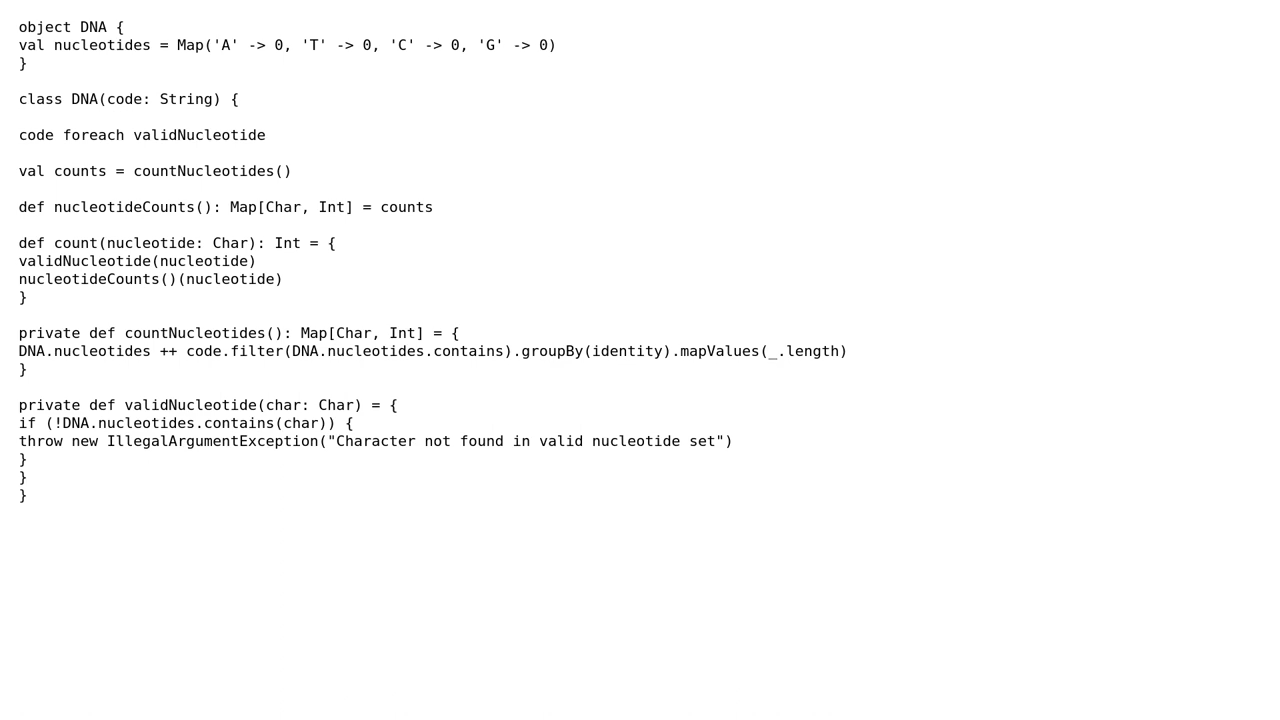 object DNA {
val nucleotides = Map('A' -> 0, 'T' -> 0, 'C' -> 0, 'G' -> 0)
}
class DNA(code: String) {
code foreach validNucleotide
val counts = countNucleotides()
def nucleotideCounts(): Map[Char, Int] = counts
def count(nucleotide: Char): Int = {
validNucleotide(nucleotide)
nucleotideCounts()(nucleotide)
}
private def countNucleotides(): Map[Char, Int] = {
DNA.nucleotides ++ code.filter(DNA.nucleotides.contains).groupBy(identity).mapValues(_.length)
}
private def validNucleotide(char: Char) = {
if (!DNA.nucleotides.contains(char)) {
throw new IllegalArgumentException("Character not found in valid nucleotide set")
}
}
}